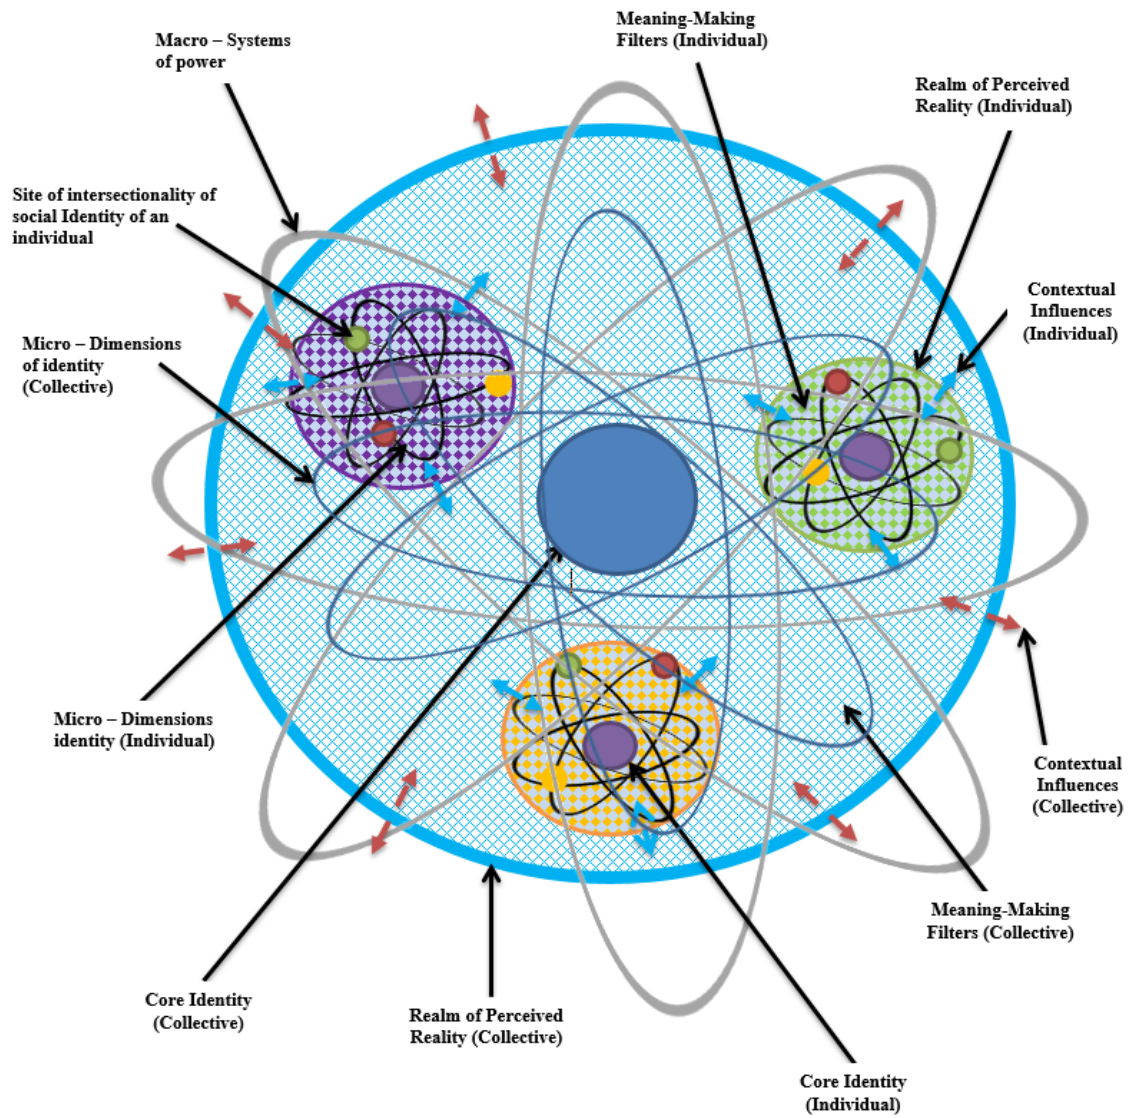 Meaning-Making
Filters (Individual)
Macro – Systems
of power
Realm of Perceived
Reality (Individual)
Site of intersectionality of
social Identity of an
individual
Contextual
Influences
(Individual)
Micro – Dimensions
of identity
(Collective)
Micro – Dimensions
identity (Individual)
Contextual
Influences
(Collective)
Meaning-Making
Filters (Collective)
Core Identity
(Collective)
Realm of Perceived
Reality (Collective)
Core Identity
(Individual)